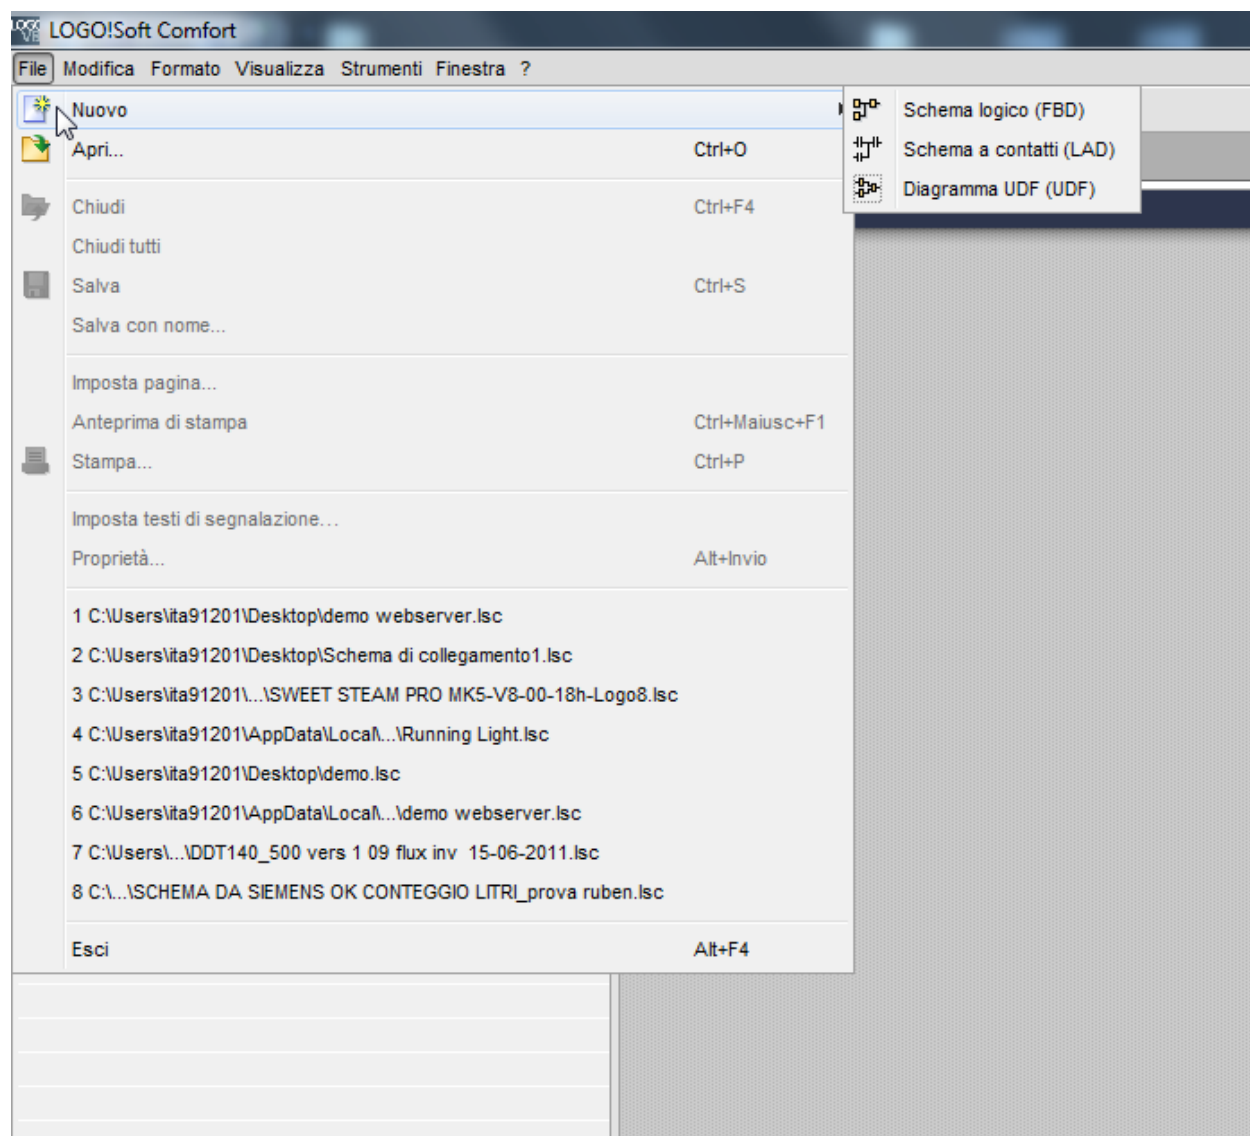 LOGO!Soft Comfort
File Modifica Formato Visualizza Strumenti Finestra ?
Nuovo
Apri... Ctrl+O
Chiudi Ctrl+F4
Chiudi tutti
Salva Ctrl+S
Salva con nome...
Imposta pagina...
Anteprima di stampa Ctrl+Maiusc+F1
Stampa... Ctrl+P
Imposta testi di segnalazione...
Proprietà... Alt+Invio
1 C:\Users\ita91201\Desktop\demo webserver.lsc
2 C:\Users\ita91201\Desktop\Schema di collegamento1.lsc
3 C:\Users\ita91201\...\SWEET STEAM PRO MK5-V8-00-18h-Logo8.lsc
4 C:\Users\ita91201\AppData\Local\...\Running Light.lsc
5 C:\Users\ita91201\Desktop\demo.lsc
6 C:\Users\ita91201\AppData\Local\...\demo webserver.lsc
7 C:\Users\...\DDT140_500 vers 1 09 flux inv  15-06-2011.lsc
8 C:\...\SCHEMA DA SIEMENS OK CONTEGGIO LITRI_prova ruben.lsc
Esci Alt+F4
Schema logico (FBD)
Schema a contatti (LAD)
Diagramma UDF (UDF)